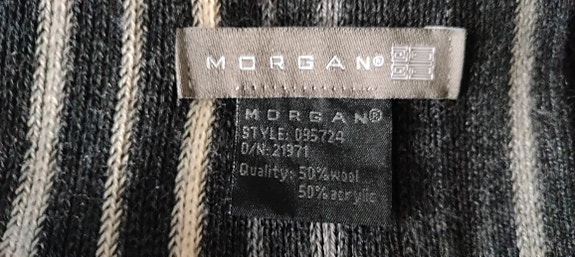 MORGAN®
MORGAN®
STYLE: 095724
O/N: 21971
Quality: 50% wool
50% acrylic